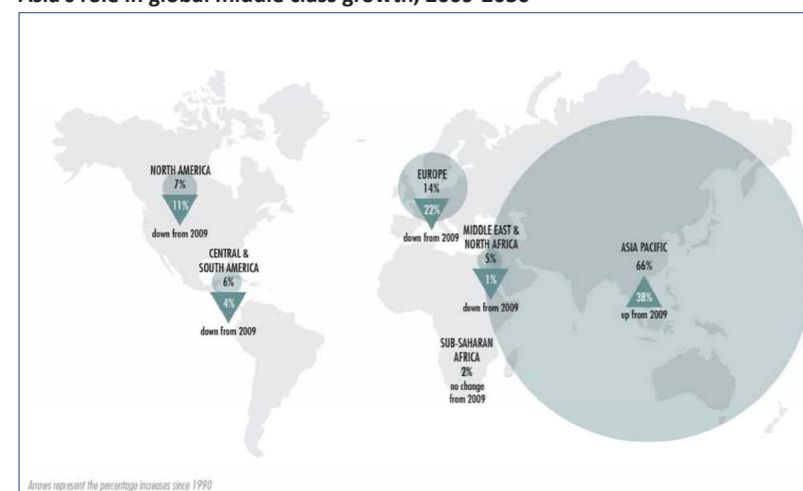 Asia's role in global middle class growth, 2009-2030
NORTH AMERICA
7%
11%
down from 2009
CENTRAL &
SOUTH AMERICA
6%
4%
down from 2009
EUROPE
14%
22%
down from 2009
MIDDLE EAST &
NORTH AFRICA
5%
1%
down from 2009
SUB-SAHARAN
AFRICA
2%
no change
from 2009
ASIA PACIFIC
66%
38%
up from 2009
Arrows represent the percentage increases since 1990